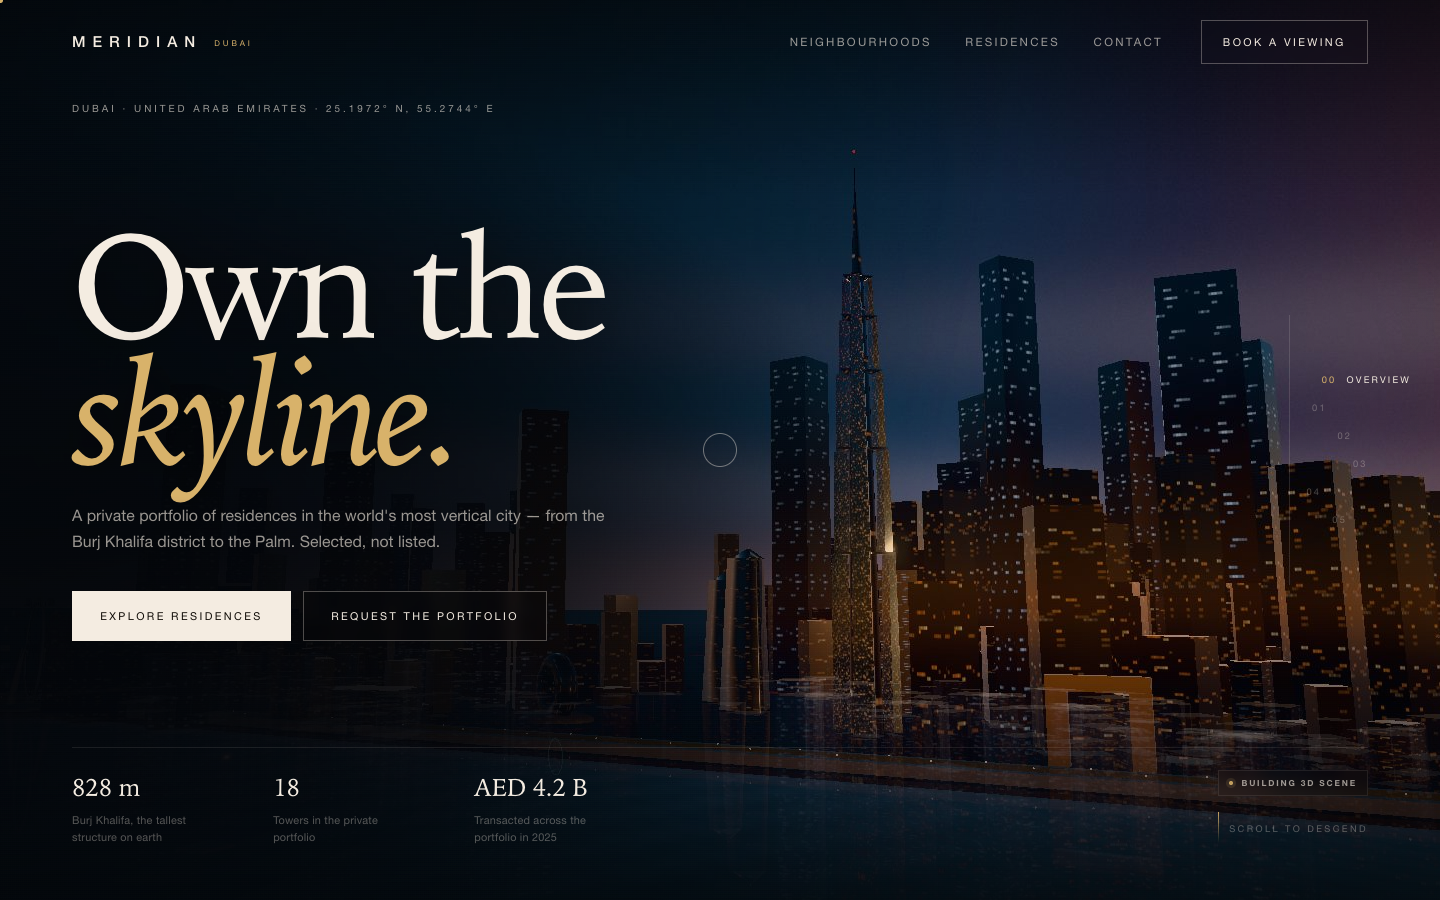 MERIDIAN DUBAI
NEIGHBOURHOODS RESIDENCES CONTACT BOOK A VIEWING
DUBAI · UNITED ARAB EMIRATES · 25.1972° N, 55.2744° E
Own the
skyline.
A private portfolio of residences in the world's most vertical city — from the
Burj Khalifa district to the Palm. Selected, not listed.
EXPLORE RESIDENCES REQUEST THE PORTFOLIO
00 OVERVIEW
01
02
03
04
05
828 m
Burj Khalifa, the tallest
structure on earth
18
Towers in the private
portfolio
AED 4.2 B
Transacted across the
portfolio in 2025
BUILDING 3D SCENE
SCROLL TO DESCEND